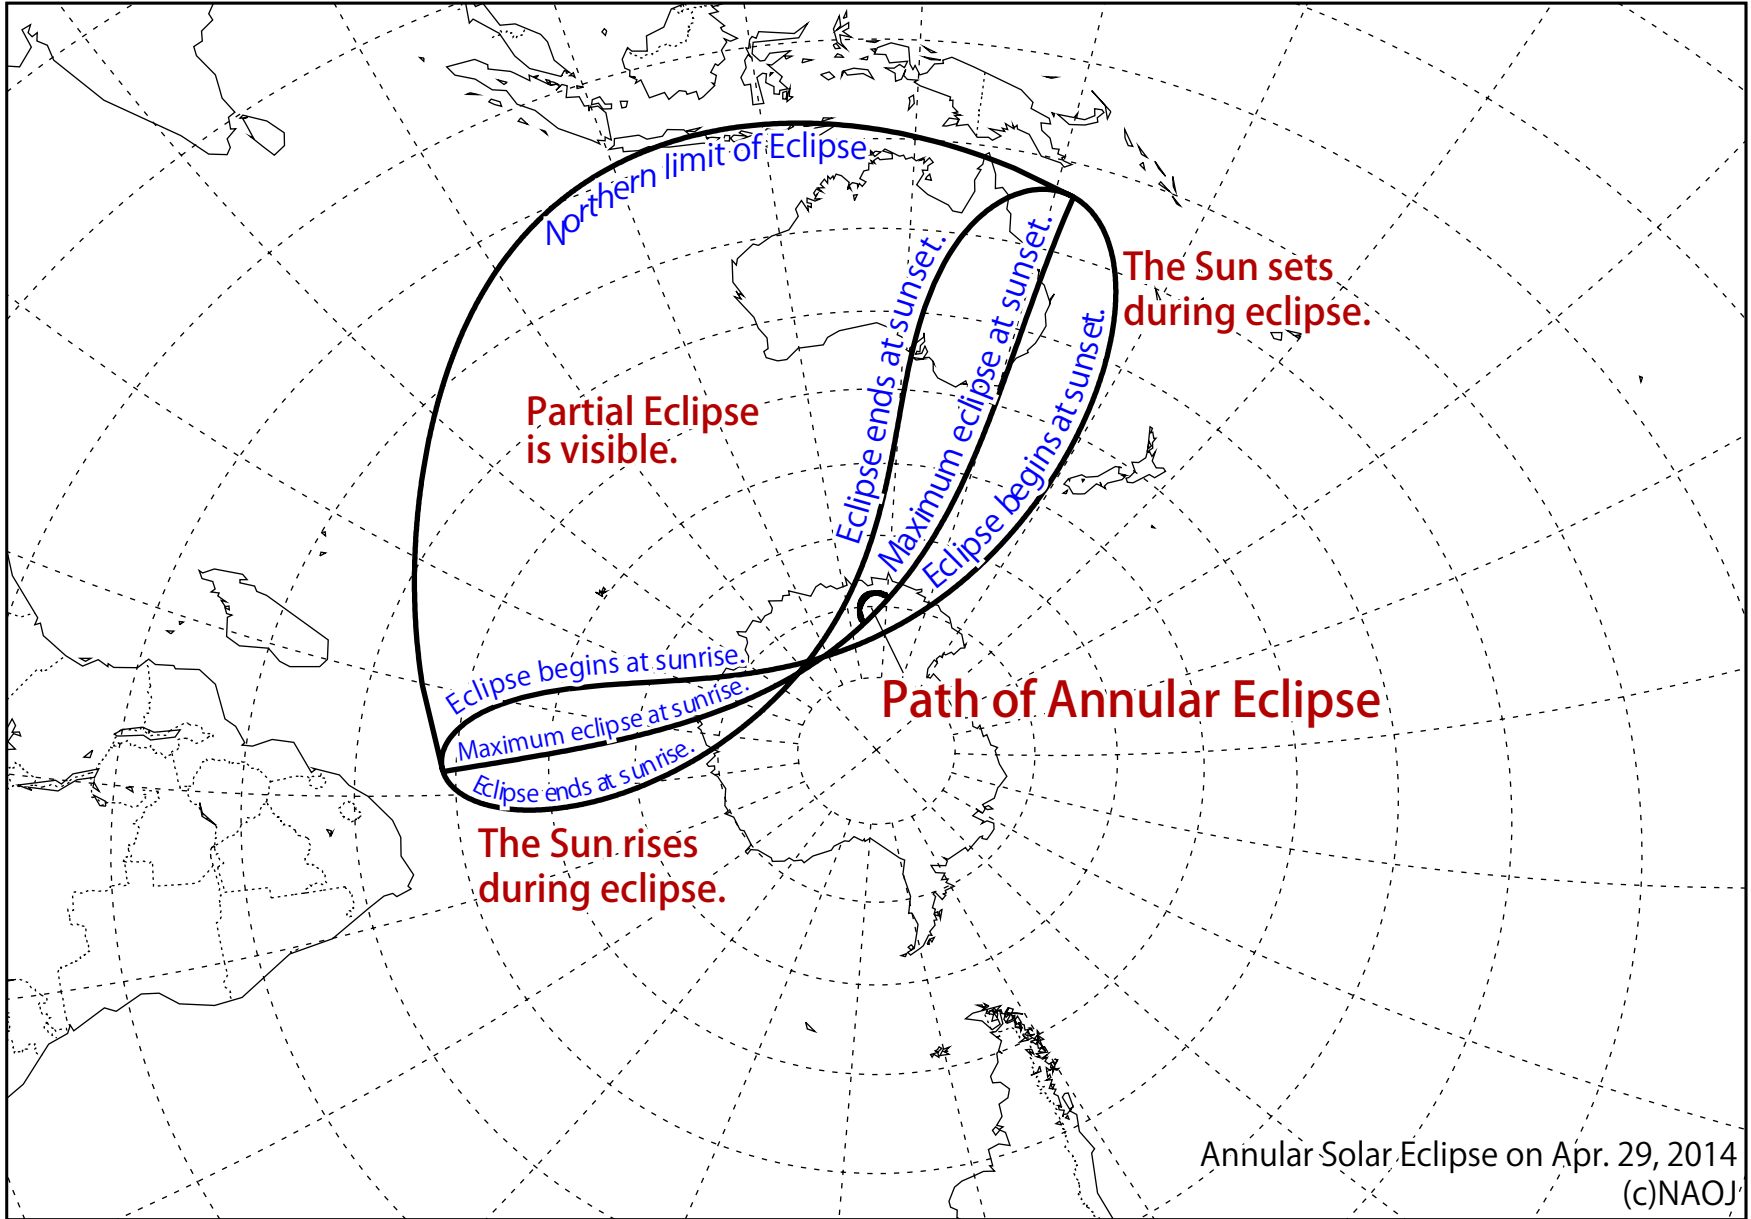 Northern limit of Eclipse.
The Sun sets
during eclipse.
Eclipse ends at sunset.
Maximum eclipse at sunset.
Eclipse begins at sunset.
Partial Eclipse
is visible.
Eclipse begins at sunrise.
Maximum eclipse at sunrise.
Eclipse ends at sunrise.
Path of Annular Eclipse
The Sun rises
during eclipse.
Annular Solar Eclipse on Apr. 29, 2014
(c)NAOJ